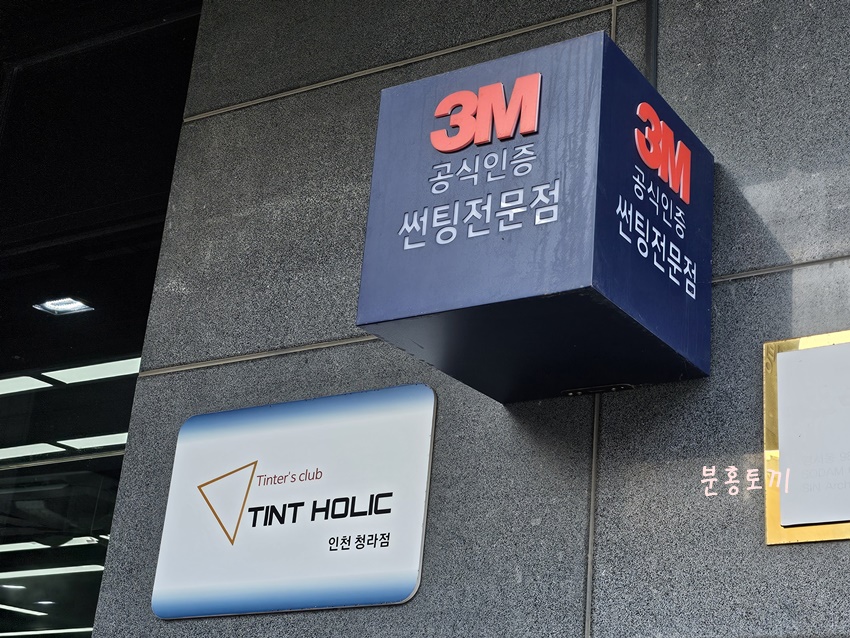 3M
공식인증
썬팅전문점
3M
공식인증
썬팅전문점
Tinter's club
TINT HOLIC
인천 청라점
분홍토끼